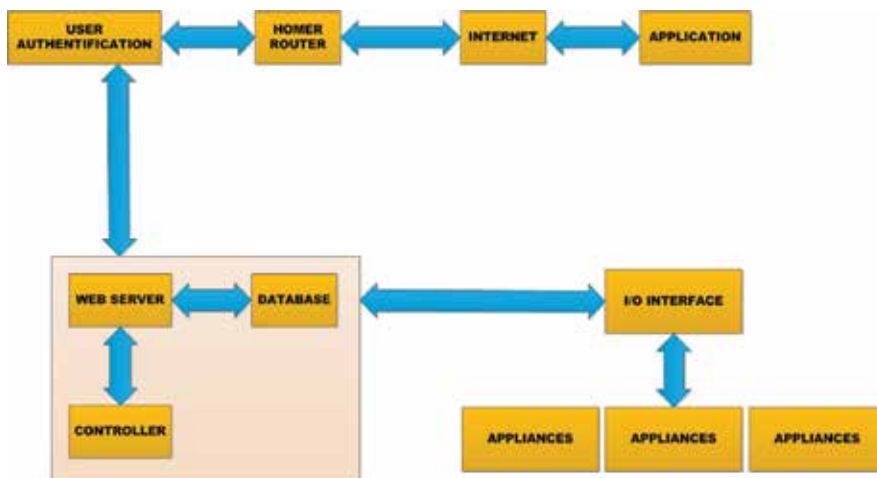 USER
AUTHENTIFICATION
HOMER
ROUTER
INTERNET
APPLICATION
WEB SERVER
DATABASE
I/O INTERFACE
CONTROLLER
APPLIANCES
APPLIANCES
APPLIANCES